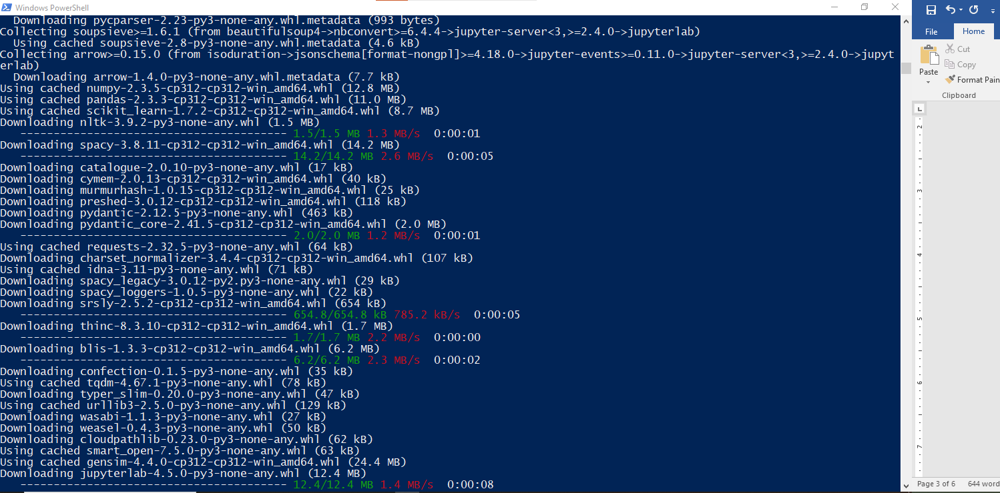 Windows PowerShell
  Downloading pycparser-2.23-py3-none-any.whl.metadata (993 bytes)
Collecting soupsieve>=1.6.1 (from beautifulsoup4->nbconvert>=6.4.4->jupyter-server<3,>=2.4.0->jupyterlab)
  Using cached soupsieve-2.8-py3-none-any.whl.metadata (4.6 kB)
Collecting arrow>=0.15.0 (from isoduration->jsonschema[format-nongpl]>=4.18.0->jupyter-events>=0.11.0->jupyter-server<3,>=2.4.0->jupyt
erlab)
  Downloading arrow-1.4.0-py3-none-any.whl.metadata (7.7 kB)
Using cached numpy-2.3.5-cp312-cp312-win_amd64.whl (12.8 MB)
Using cached pandas-2.3.3-cp312-cp312-win_amd64.whl (11.0 MB)
Using cached scikit_learn-1.7.2-cp312-cp312-win_amd64.whl (8.7 MB)
Downloading nltk-3.9.2-py3-none-any.whl (1.5 MB)
   ---------------------------------------- 1.5/1.5 MB 1.3 MB/s  0:00:01
Downloading spacy-3.8.11-cp312-cp312-win_amd64.whl (14.2 MB)
   ---------------------------------------- 14.2/14.2 MB 2.6 MB/s  0:00:05
Downloading catalogue-2.0.10-py3-none-any.whl (17 kB)
Downloading cymem-2.0.13-cp312-cp312-win_amd64.whl (40 kB)
Downloading murmurhash-1.0.15-cp312-cp312-win_amd64.whl (25 kB)
Downloading preshed-3.0.12-cp312-cp312-win_amd64.whl (118 kB)
Downloading pydantic-2.12.5-py3-none-any.whl (463 kB)
Downloading pydantic_core-2.41.5-cp312-cp312-win_amd64.whl (2.0 MB)
   ---------------------------------------- 2.0/2.0 MB 1.2 MB/s  0:00:01
Using cached requests-2.32.5-py3-none-any.whl (64 kB)
Downloading charset_normalizer-3.4.4-cp312-cp312-win_amd64.whl (107 kB)
Using cached idna-3.11-py3-none-any.whl (71 kB)
Downloading spacy_legacy-3.0.12-py2.py3-none-any.whl (29 kB)
Downloading spacy_loggers-1.0.5-py3-none-any.whl (22 kB)
Downloading srsly-2.5.2-cp312-cp312-win_amd64.whl (654 kB)
   ---------------------------------------- 654.8/654.8 kB 785.2 kB/s  0:00:05
Downloading thinc-8.3.10-cp312-cp312-win_amd64.whl (1.7 MB)
   ---------------------------------------- 1.7/1.7 MB 2.2 MB/s  0:00:00
Downloading blis-1.3.3-cp312-cp312-win_amd64.whl (6.2 MB)
   ---------------------------------------- 6.2/6.2 MB 2.3 MB/s  0:00:02
Downloading confection-0.1.5-py3-none-any.whl (35 kB)
Using cached tqdm-4.67.1-py3-none-any.whl (78 kB)
Downloading typer_slim-0.20.0-py3-none-any.whl (47 kB)
Using cached urllib3-2.5.0-py3-none-any.whl (129 kB)
Downloading wasabi-1.1.3-py3-none-any.whl (27 kB)
Downloading weasel-0.4.3-py3-none-any.whl (50 kB)
Downloading cloudpathlib-0.23.0-py3-none-any.whl (62 kB)
Using cached smart_open-7.5.0-py3-none-any.whl (63 kB)
Using cached gensim-4.4.0-cp312-cp312-win_amd64.whl (24.4 MB)
Downloading jupyterlab-4.5.0-py3-none-any.whl (12.4 MB)
   ---------------------------------------- 12.4/12.4 MB 1.4 MB/s  0:00:08
File Home
Cut
Copy
Paste
Format Pain
Clipboard
L
2
3
4
5
6
7
Page 3 of 6 644 word